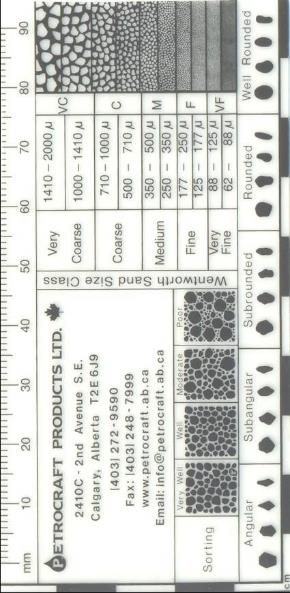 PETROCRAFT PRODUCTS LTD.
2410C - 2nd Avenue S.E.
Calgary, Alberta T2E 6J9
(403) 272-9590
Fax: (403) 248-7999
www.petrocraft.ab.ca
Email: info@petrocraft.ab.ca
Sorting
Very Well
Well
Moderate
Poor
Wentworth Sand Size Class
Very Coarse
1410 – 2000 µ
1000 – 1410 µ
VC
Coarse
710 – 1000 µ
500 – 710 µ
C
Medium
350 – 500 µ
250 – 350 µ
M
Fine
177 – 250 µ
125 – 177 µ
F
Very Fine
88 – 125 µ
62 – 88 µ
VF
Angular
Subangular
Subrounded
Rounded
Well Rounded
mm
10
20
30
40
50
60
70
80
90
cm